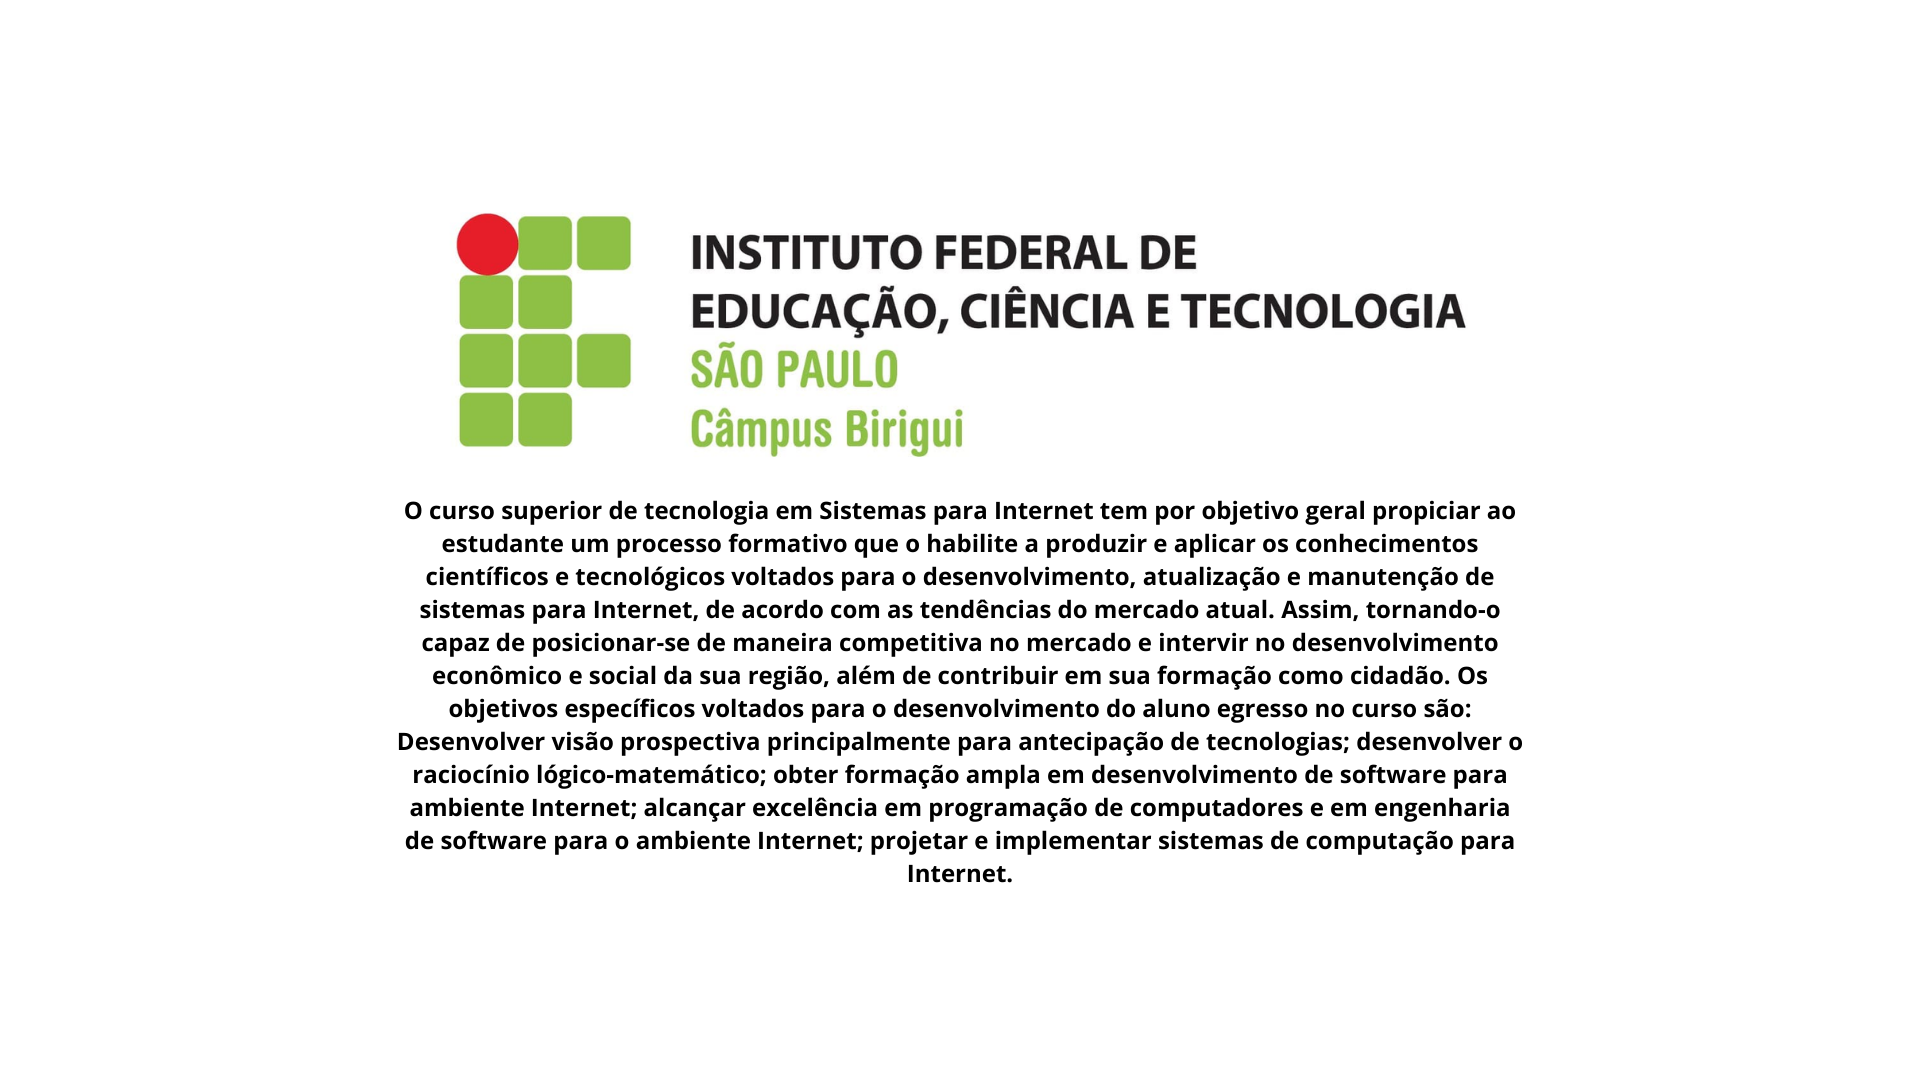 INSTITUTO FEDERAL DE
EDUCAÇÃO, CIÊNCIA E TECNOLOGIA
SÃO PAULO
Câmpus Birigui
O curso superior de tecnologia em Sistemas para Internet tem por objetivo geral propiciar ao
estudante um processo formativo que o habilite a produzir e aplicar os conhecimentos
científicos e tecnológicos voltados para o desenvolvimento, atualização e manutenção de
sistemas para Internet, de acordo com as tendências do mercado atual. Assim, tornando-o
capaz de posicionar-se de maneira competitiva no mercado e intervir no desenvolvimento
econômico e social da sua região, além de contribuir em sua formação como cidadão. Os
objetivos específicos voltados para o desenvolvimento do aluno egresso no curso são:
Desenvolver visão prospectiva principalmente para antecipação de tecnologias; desenvolver o
raciocínio lógico-matemático; obter formação ampla em desenvolvimento de software para
ambiente Internet; alcançar excelência em programação de computadores e em engenharia
de software para o ambiente Internet; projetar e implementar sistemas de computação para
Internet.